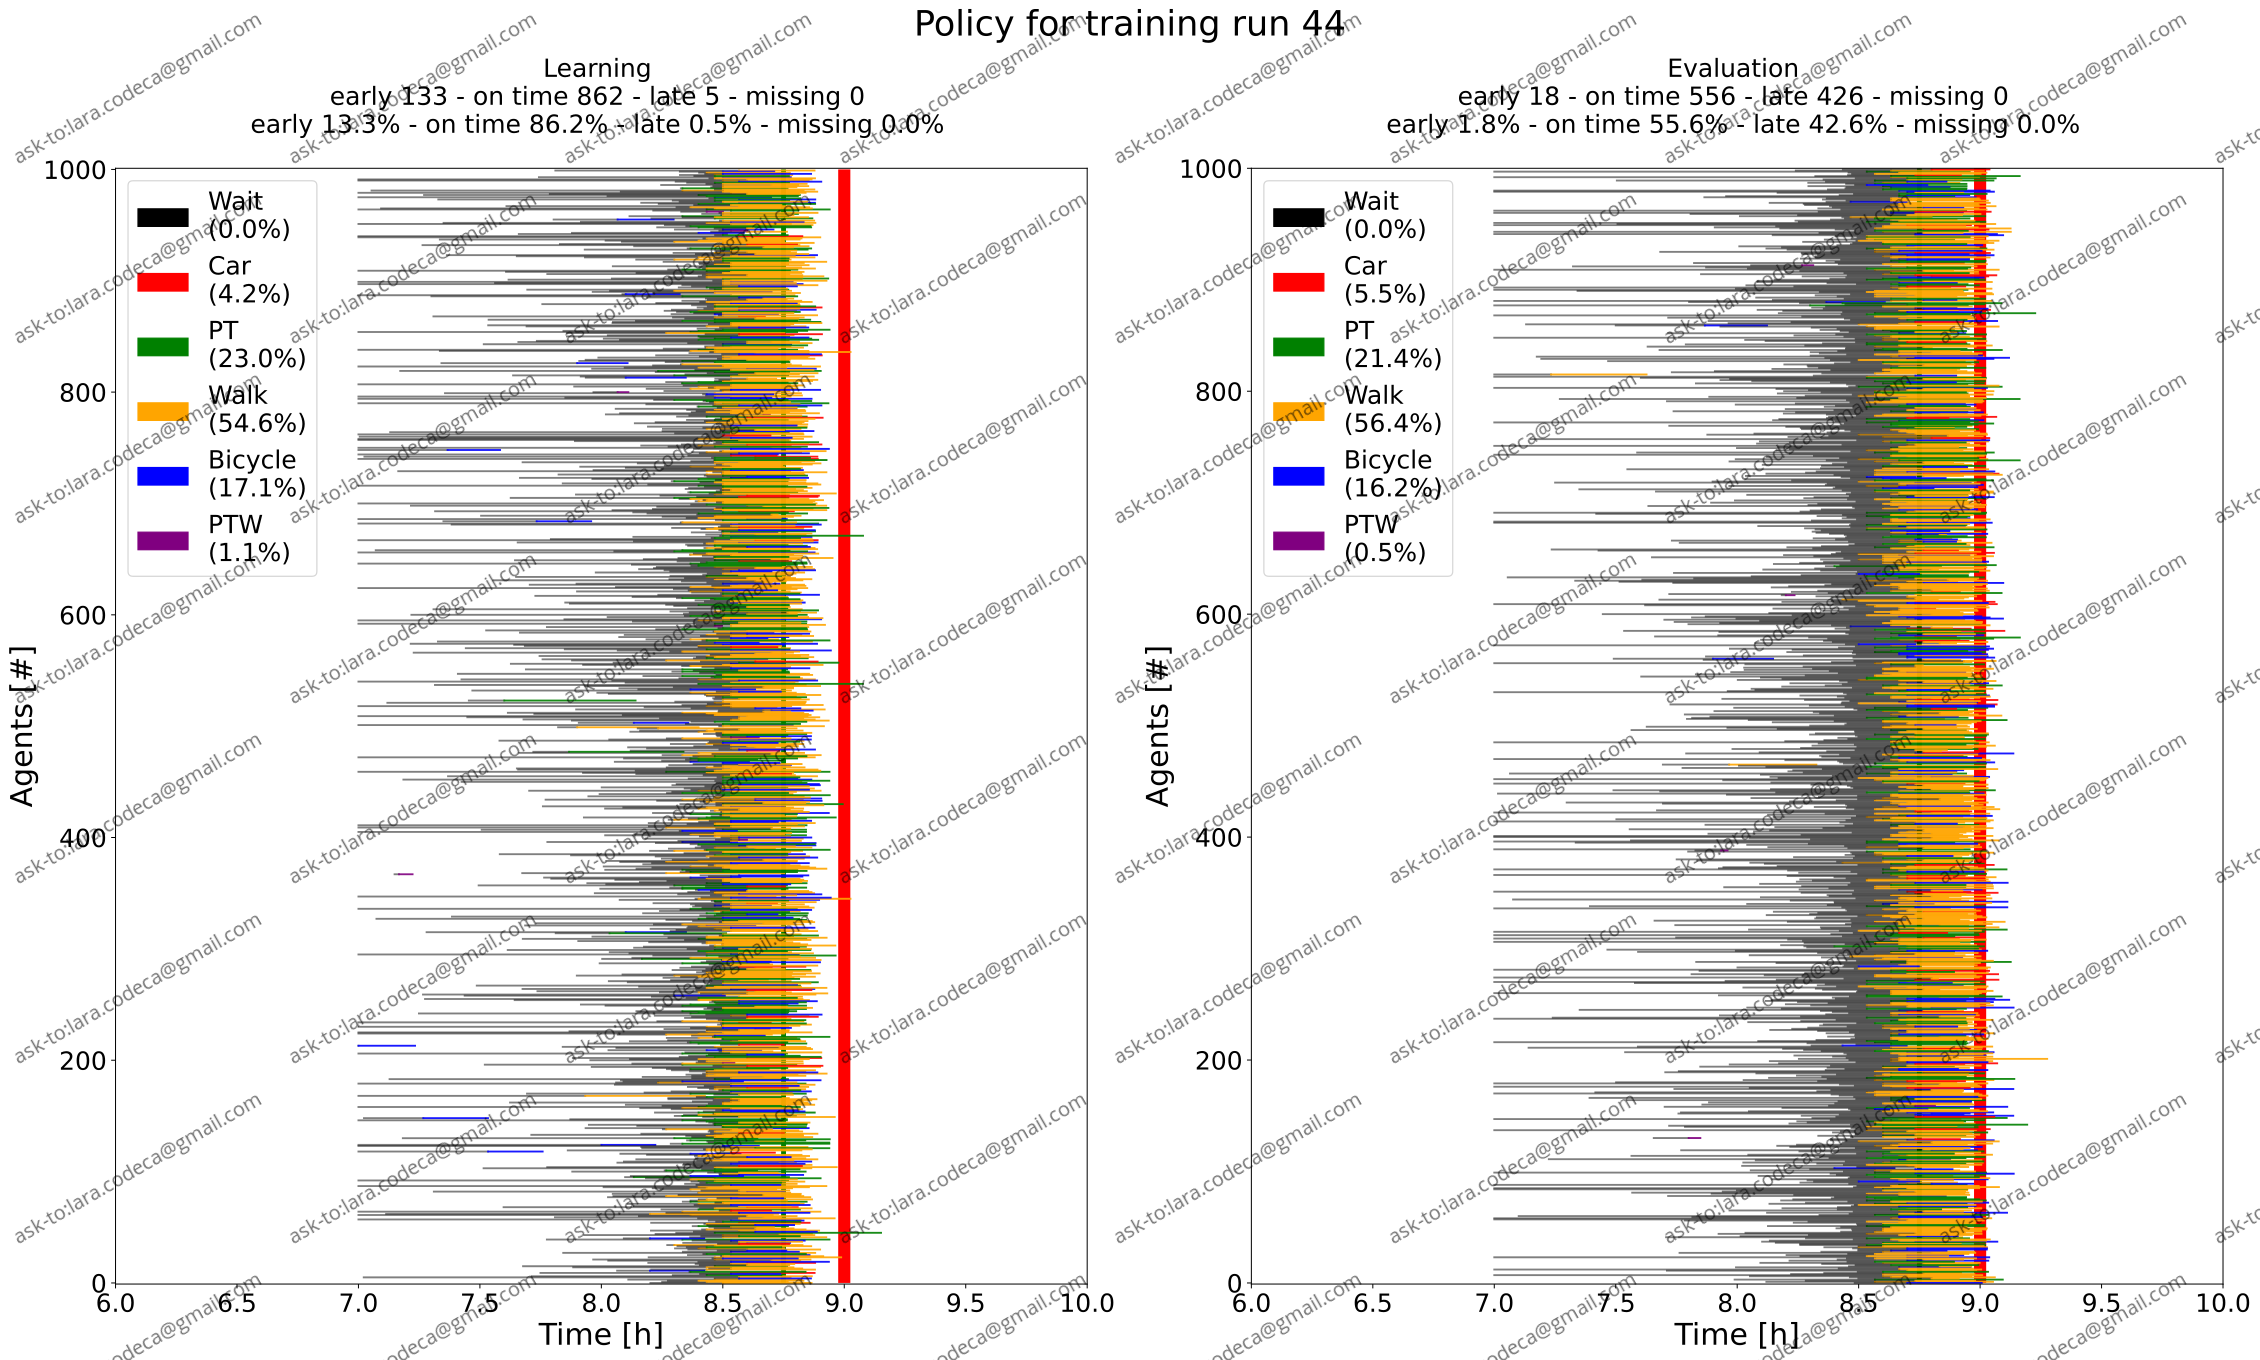 Policy for training run 44
Learning
early 133 - on time 862 - late 5 - missing 0
early 13.3% - on time 86.2% - late 0.5% - missing 0.0%
Agents [#]
1000
800
600
400
200
0
Wait
(0.0%)
Car
(4.2%)
PT
(23.0%)
Walk
(54.6%)
Bicycle
(17.1%)
PTW
(1.1%)
6.0 6.5 7.0 7.5 8.0 8.5 9.0 9.5 10.0
Time [h]
Evaluation
early 18 - on time 556 - late 426 - missing 0
early 1.8% - on time 55.6% - late 42.6% - missing 0.0%
Agents [#]
1000
800
600
400
200
0
Wait
(0.0%)
Car
(5.5%)
PT
(21.4%)
Walk
(56.4%)
Bicycle
(16.2%)
PTW
(0.5%)
6.0 6.5 7.0 7.5 8.0 8.5 9.0 9.5 10.0
Time [h]
ask-to:lara.codeca@gmail.com